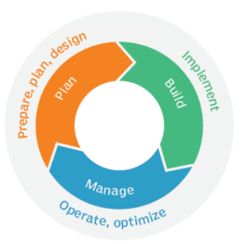 Prepare, plan, design
Plan
Implement
Build
Manage
Operate, optimize